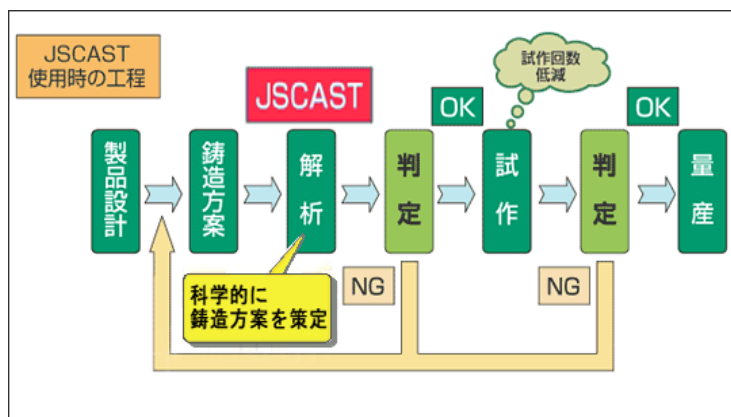 JSCAST
使用時の工程
JSCAST
試作回数
低減
OK
OK
製品設計
鋳造方案
解析
判定
試作
判定
量産
科学的に
鋳造方案を策定
NG
NG